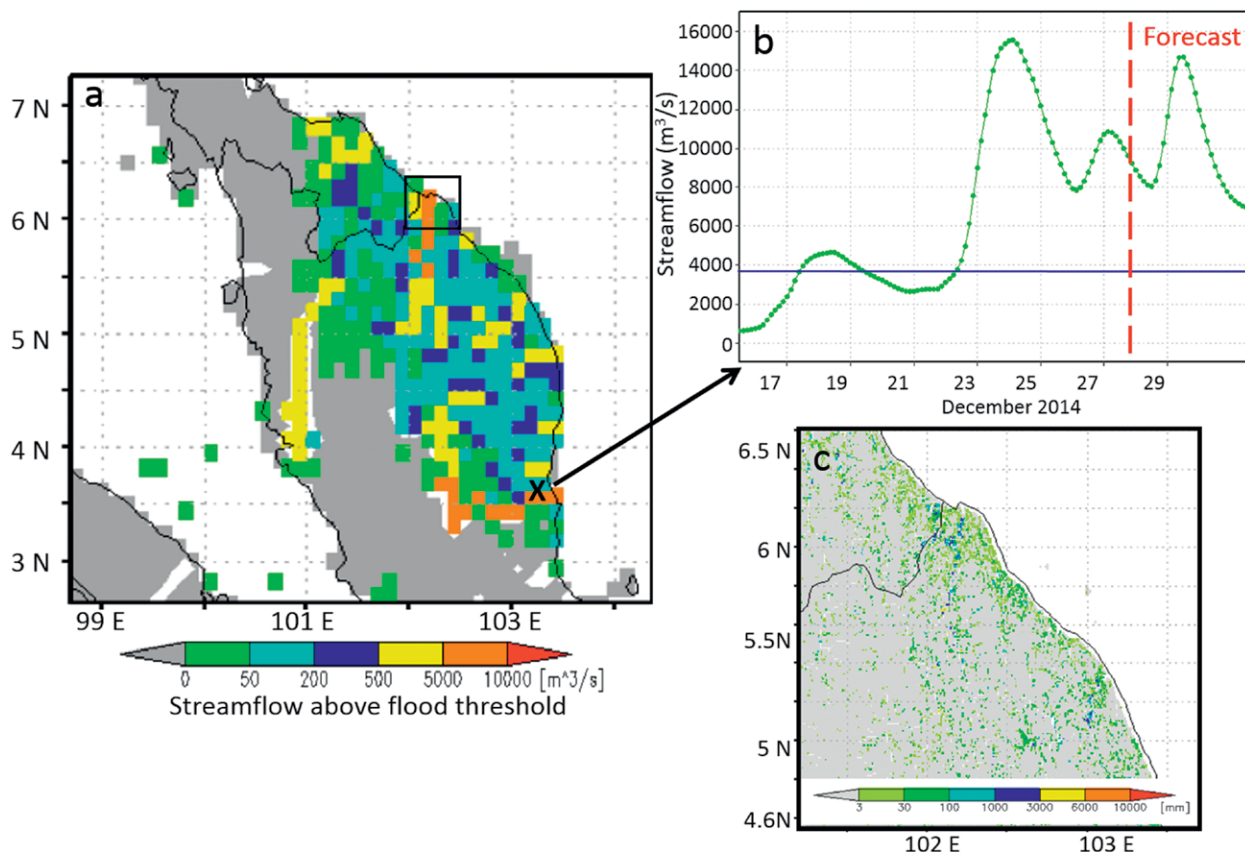 a
7 N
6 N
5 N
4 N
3 N
X
99 E 101 E 103 E
0 50 200 500 5000 10000 [m^3/s]
Streamflow above flood threshold
b
Forecast
Streamflow (m³/s)
16000
14000
12000
10000
8000
6000
4000
2000
0
17 19 21 23 25 27 29
December 2014
c
6.5 N
6 N
5.5N
5 N
4.6N
3 30 100 1000 3000 6000 10000 [mm]
102 E 103 E